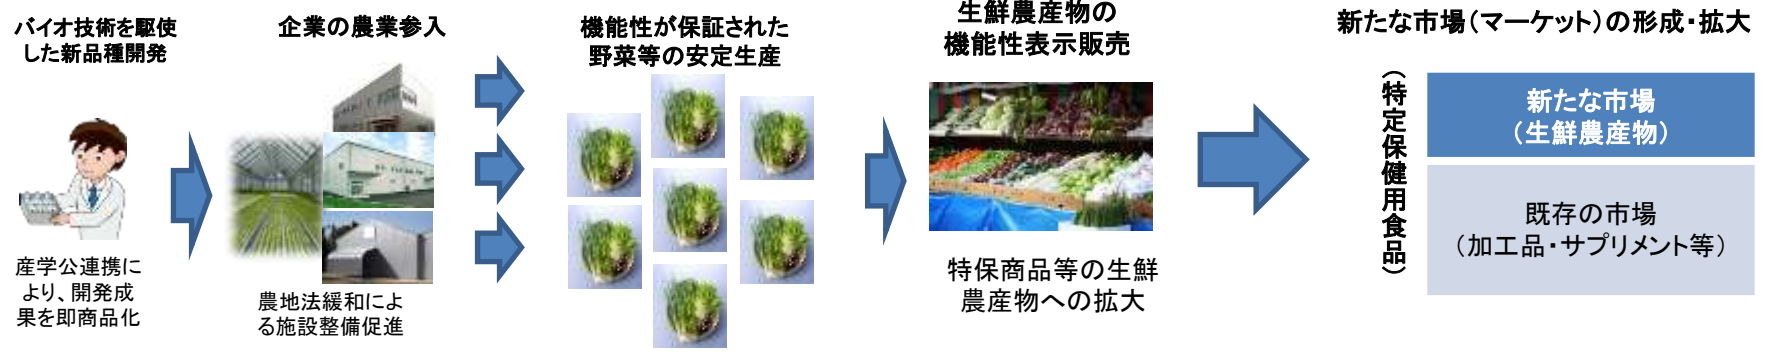 バイオ技術を駆使
した新品種開発
産学公連携に
より、開発成
果を即商品化
企業の農業参入
農地法緩和によ
る施設整備促進
機能性が保証された
野菜等の安定生産
生鮮農産物の
機能性表示販売
特保商品等の生鮮
農産物への拡大
新たな市場(マーケット)の形成・拡大
(特定保健用食品)
新たな市場
(生鮮農産物)
既存の市場
(加工品・サプリメント等)